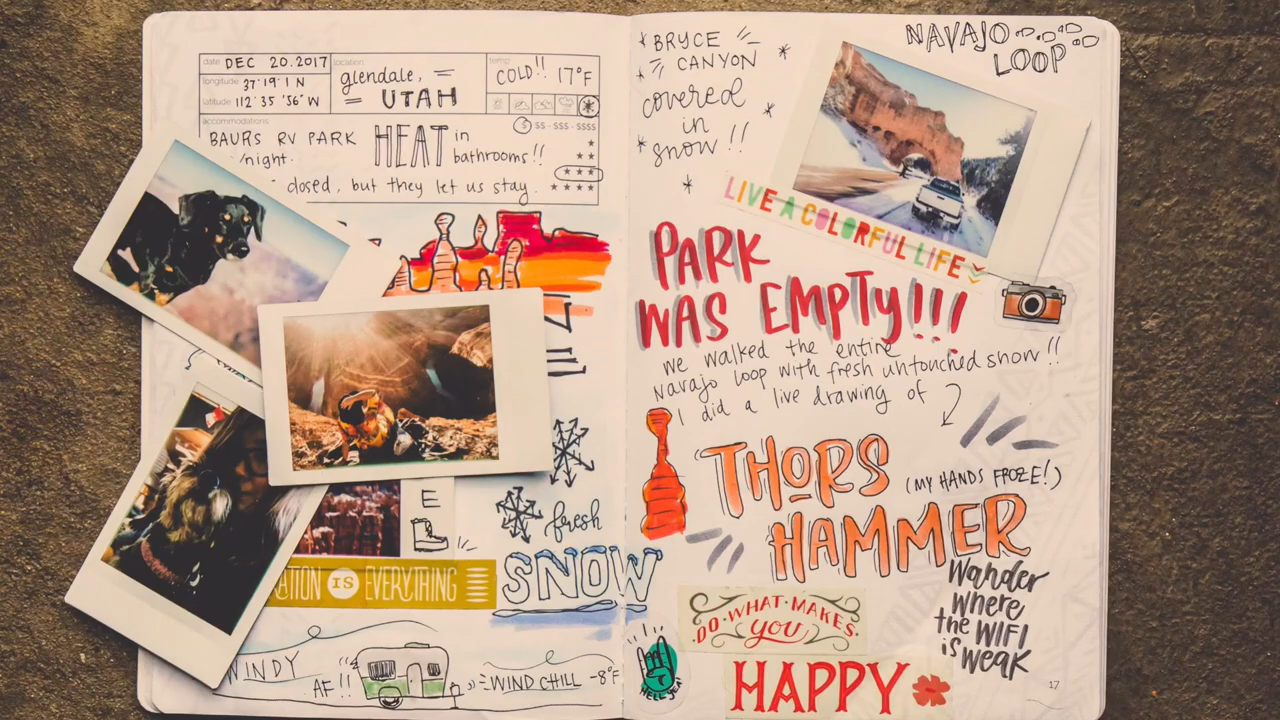 date DEC 20.2017
location
glendale,
UTAH
temp
COLD!! 17°F
longitude 37°19'1 N
latitude 112°35'56" W
accommodations
$ $$ - $$$ - $$$$
BAURS RV PARK
/night.
HEAT in bathrooms!!
closed, but they let us stay.
E
fresh
SNOW
ATION IS EVERYTHING
WINDY
AF!!
WIND CHILL -8°F
BRYCE
CANYON
covered
in
snow!!
NAVAJO
LOOP
LIVE A COLORFUL LIFE
PARK
WAS EMPTY!!!
we walked the entire
navajo loop with fresh untouched snow!!
I did a live drawing of
THORS
(MY HANDS FROZE!)
HAMMER
Wander
where
the WIFI
is weak
DO·WHAT·MAKES
you
HAPPY
HELL YEA!
17